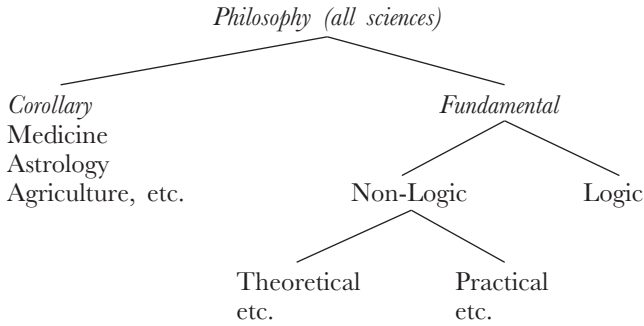 Philosophy (all sciences)
Corollary
Medicine
Astrology
Agriculture, etc.
Fundamental
Non-Logic
Logic
Theoretical
etc.
Practical
etc.